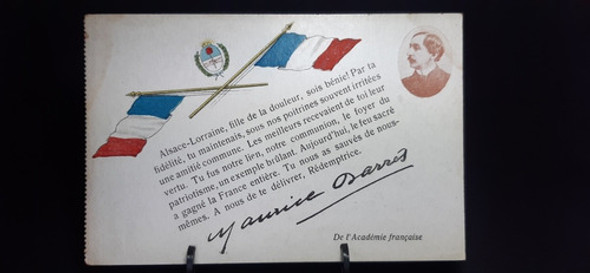 Alsace-Lorraine, fille de la douleur, sois bénie! Par ta
fidélité, tu maintenais, sous nos poitrines souvent irritées
une amitié commune. Les meilleurs recevaient de toi leur
vertu. Tu fus notre lien, notre communion, le foyer du
patriotisme, un exemple brûlant. Aujourd'hui, le feu sacré
a gagné la France entière. Tu nous as sauvés de nous-
mêmes. A nous de te délivrer, Rédemptrice.
Maurice Barrès
De l'Académie française